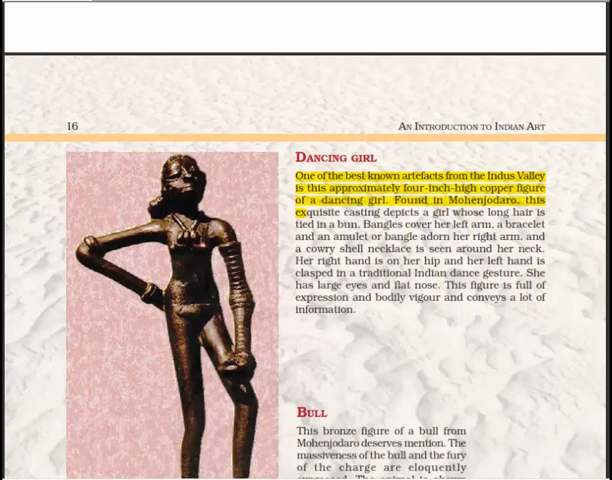 16
AN INTRODUCTION TO INDIAN ART
DANCING GIRL
One of the best known artefacts from the Indus Valley
is this approximately four-inch-high copper figure
of a dancing girl. Found in Mohenjodaro, this
exquisite casting depicts a girl whose long hair is
tied in a bun. Bangles cover her left arm, a bracelet
and an amulet or bangle adorn her right arm, and
a cowry shell necklace is seen around her neck.
Her right hand is on her hip and her left hand is
clasped in a traditional Indian dance gesture. She
has large eyes and flat nose. This figure is full of
expression and bodily vigour and conveys a lot of
information.
BULL
This bronze figure of a bull from
Mohenjodaro deserves mention. The
massiveness of the bull and the fury
of the charge are eloquently